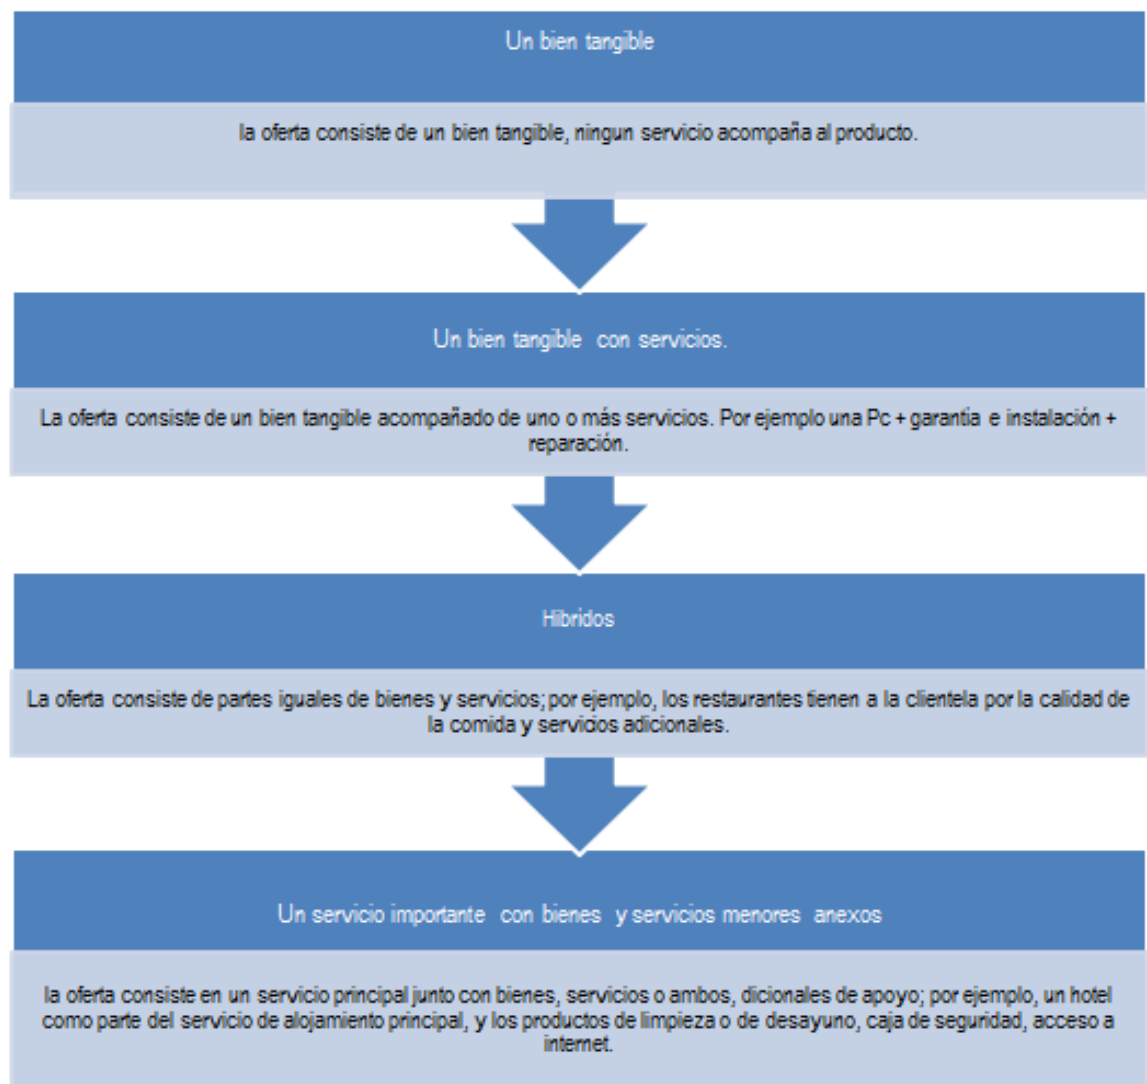 Un bien tangible
la oferta consiste de un bien tangible, ningun servicio acompaña al producto.
Un bien tangible con servicios.
La oferta consiste de un bien tangible acompañado de uno o más servicios. Por ejemplo una Pc + garantía e instalación +
reparación.
Hibridos
La oferta consiste de partes iguales de bienes y servicios; por ejemplo, los restaurantes tienen a la clientela por la calidad de
la comida y servicios adicionales.
Un servicio importante con bienes y servicios menores anexos
la oferta consiste en un servicio principal junto con bienes, servicios o ambos, dicionales de apoyo; por ejemplo, un hotel
como parte del servicio de alojamiento principal, y los productos de limpieza o de desayuno, caja de seguridad, acceso a
internet.